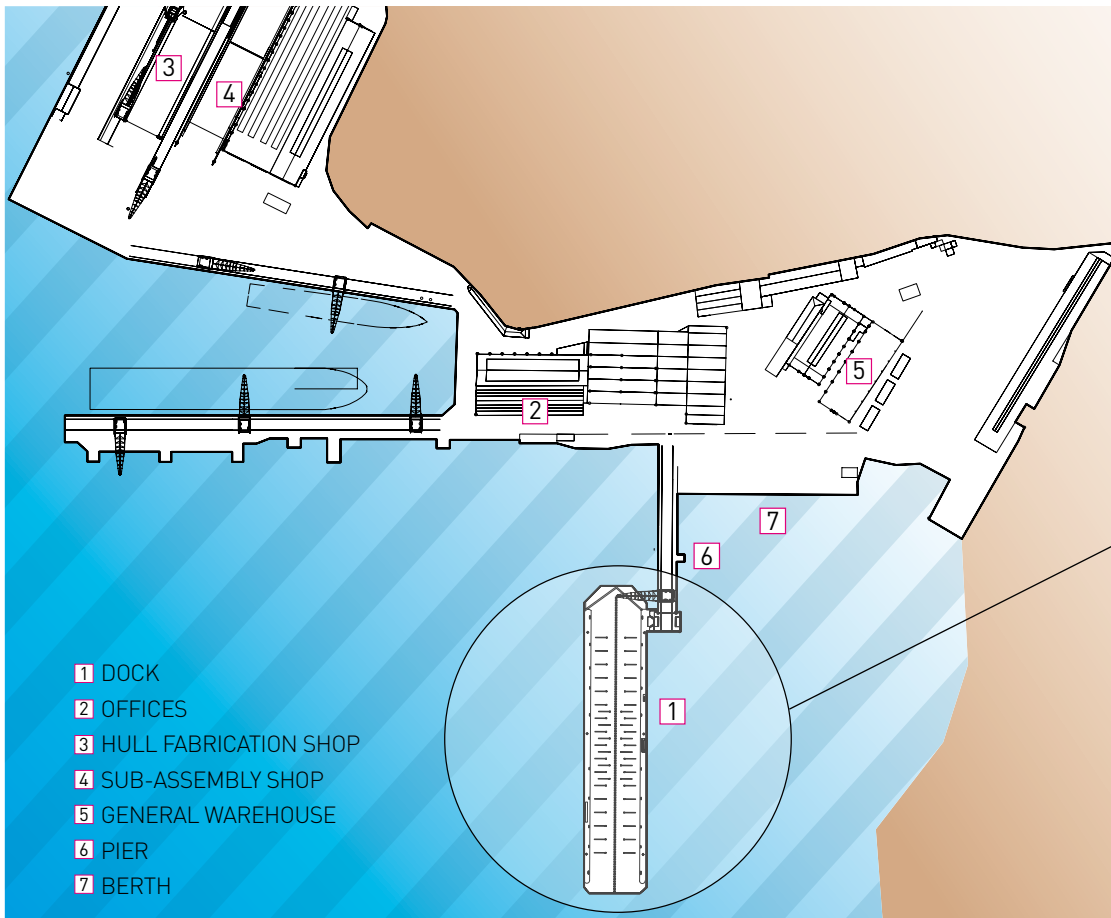 3
4
5
2
7
6
1
1 DOCK
2 OFFICES
3 HULL FABRICATION SHOP
4 SUB-ASSEMBLY SHOP
5 GENERAL WAREHOUSE
6 PIER
7 BERTH